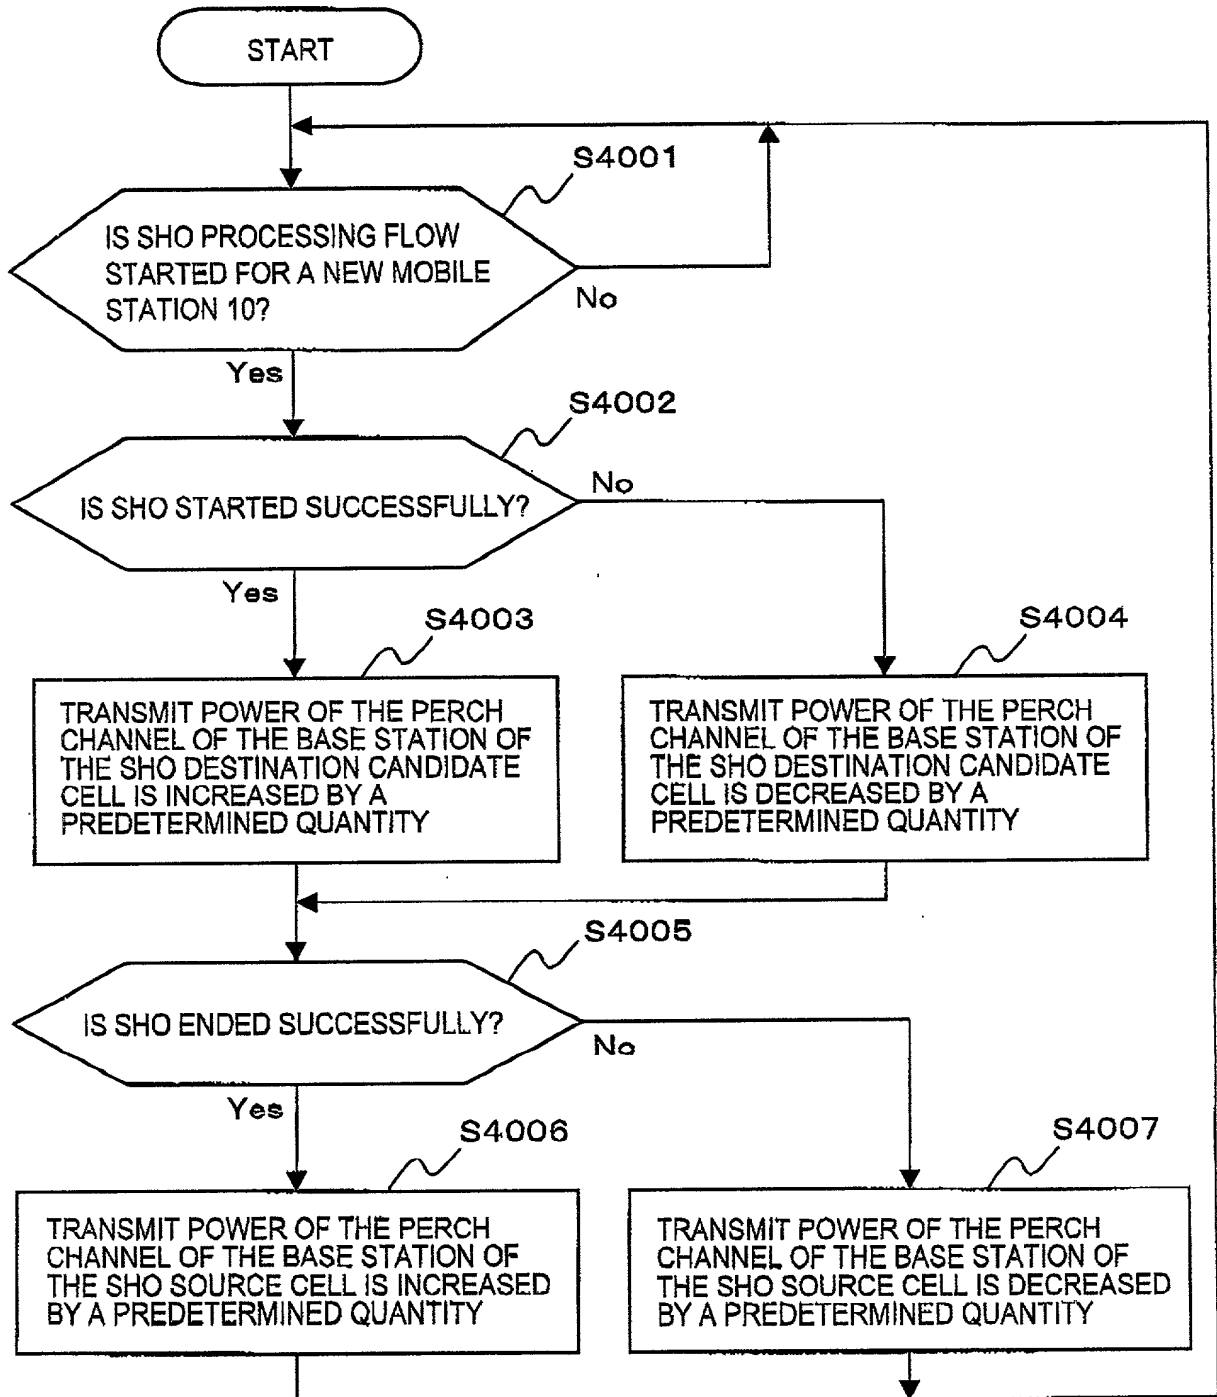 START
S4001
IS SHO PROCESSING FLOW
STARTED FOR A NEW MOBILE
STATION 10?
No
Yes
S4002
IS SHO STARTED SUCCESSFULLY?
No
Yes
S4003
S4004
TRANSMIT POWER OF THE PERCH
CHANNEL OF THE BASE STATION OF
THE SHO DESTINATION CANDIDATE
CELL IS INCREASED BY A
PREDETERMINED QUANTITY
TRANSMIT POWER OF THE PERCH
CHANNEL OF THE BASE STATION OF
THE SHO DESTINATION CANDIDATE
CELL IS DECREASED BY A
PREDETERMINED QUANTITY
S4005
IS SHO ENDED SUCCESSFULLY?
No
Yes
S4006
S4007
TRANSMIT POWER OF THE PERCH
CHANNEL OF THE BASE STATION OF
THE SHO SOURCE CELL IS INCREASED
BY A PREDETERMINED QUANTITY
TRANSMIT POWER OF THE PERCH
CHANNEL OF THE BASE STATION OF
THE SHO SOURCE CELL IS DECREASED
BY A PREDETERMINED QUANTITY